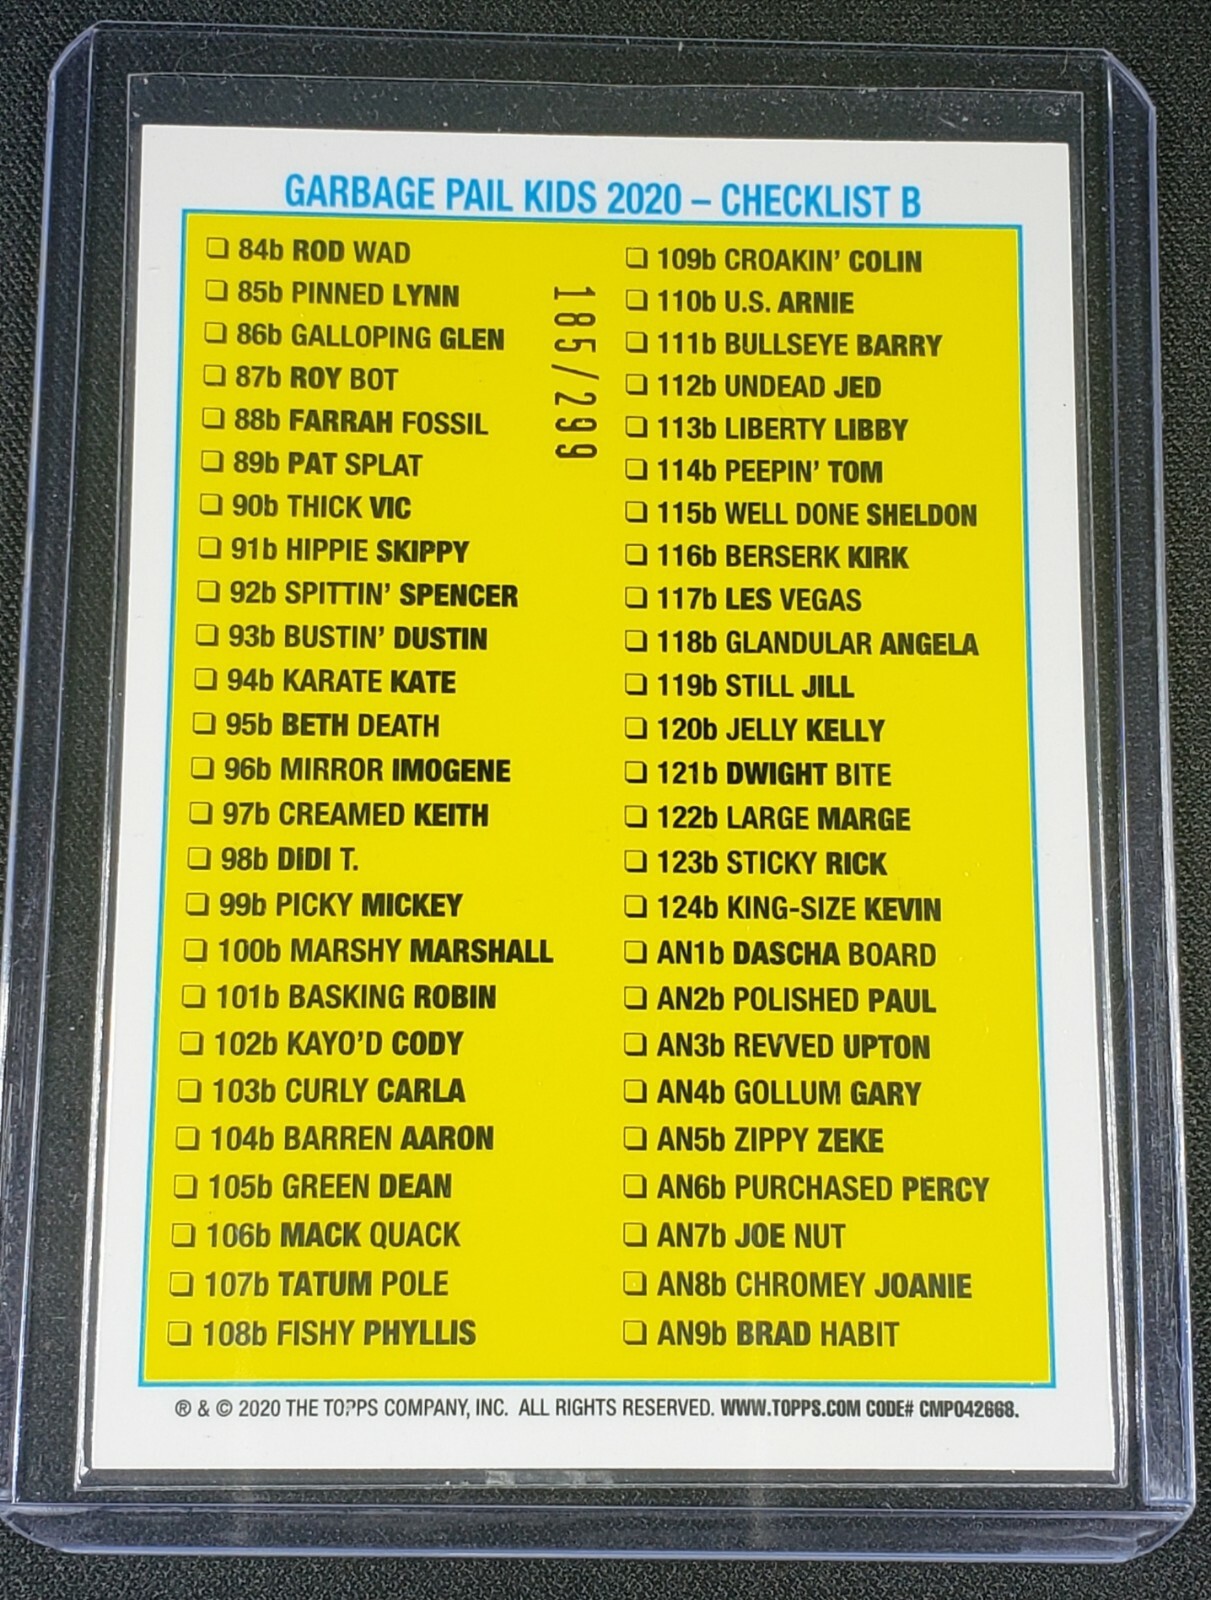 GARBAGE PAIL KIDS 2020 – CHECKLIST B
84b ROD WAD
85b PINNED LYNN
86b GALLOPING GLEN
87b ROY BOT
88b FARRAH FOSSIL
89b PAT SPLAT
90b THICK VIC
91b HIPPIE SKIPPY
92b SPITTIN’ SPENCER
93b BUSTIN’ DUSTIN
94b KARATE KATE
95b BETH DEATH
96b MIRROR IMOGENE
97b CREAMED KEITH
98b DIDI T.
99b PICKY MICKEY
100b MARSHY MARSHALL
101b BASKING ROBIN
102b KAYO’D CODY
103b CURLY CARLA
104b BARREN AARON
105b GREEN DEAN
106b MACK QUACK
107b TATUM POLE
108b FISHY PHYLLIS
185/299
109b CROAKIN’ COLIN
110b U.S. ARNIE
111b BULLSEYE BARRY
112b UNDEAD JED
113b LIBERTY LIBBY
114b PEEPIN’ TOM
115b WELL DONE SHELDON
116b BERSERK KIRK
117b LES VEGAS
118b GLANDULAR ANGELA
119b STILL JILL
120b JELLY KELLY
121b DWIGHT BITE
122b LARGE MARGE
123b STICKY RICK
124b KING-SIZE KEVIN
AN1b DASCHA BOARD
AN2b POLISHED PAUL
AN3b REVVED UPTON
AN4b GOLLUM GARY
AN5b ZIPPY ZEKE
AN6b PURCHASED PERCY
AN7b JOE NUT
AN8b CHROMEY JOANIE
AN9b BRAD HABIT
® & © 2020 THE TOPPS COMPANY, INC. ALL RIGHTS RESERVED. WWW.TOPPS.COM CODE# CMP042668.